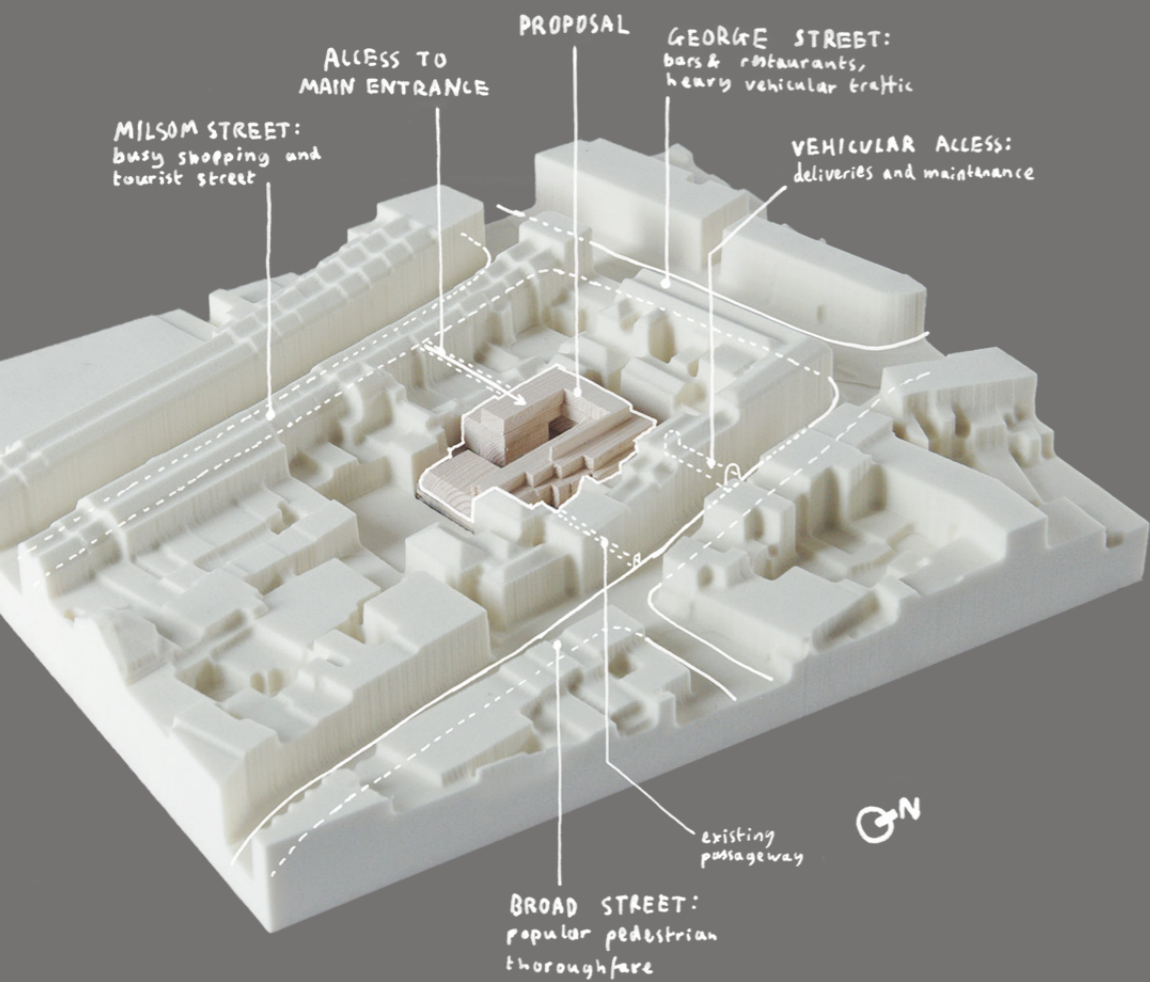 PROPOSAL
GEORGE STREET:
bars & restaurants,
heavy vehicular traffic
ACCESS TO
MAIN ENTRANCE
MILSOM STREET:
busy shopping and
tourist street
VEHICULAR ACCESS:
deliveries and maintenance
N
existing
passageway
BROAD STREET:
popular pedestrian
thoroughfare